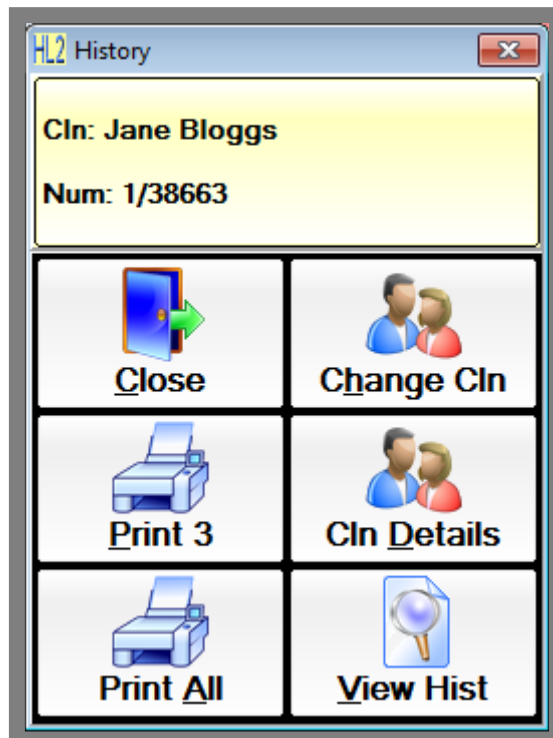 HL2 History
Cln: Jane Bloggs
Num: 1/38663
Close
Change Cln
Print 3
Cln Details
Print All
View Hist